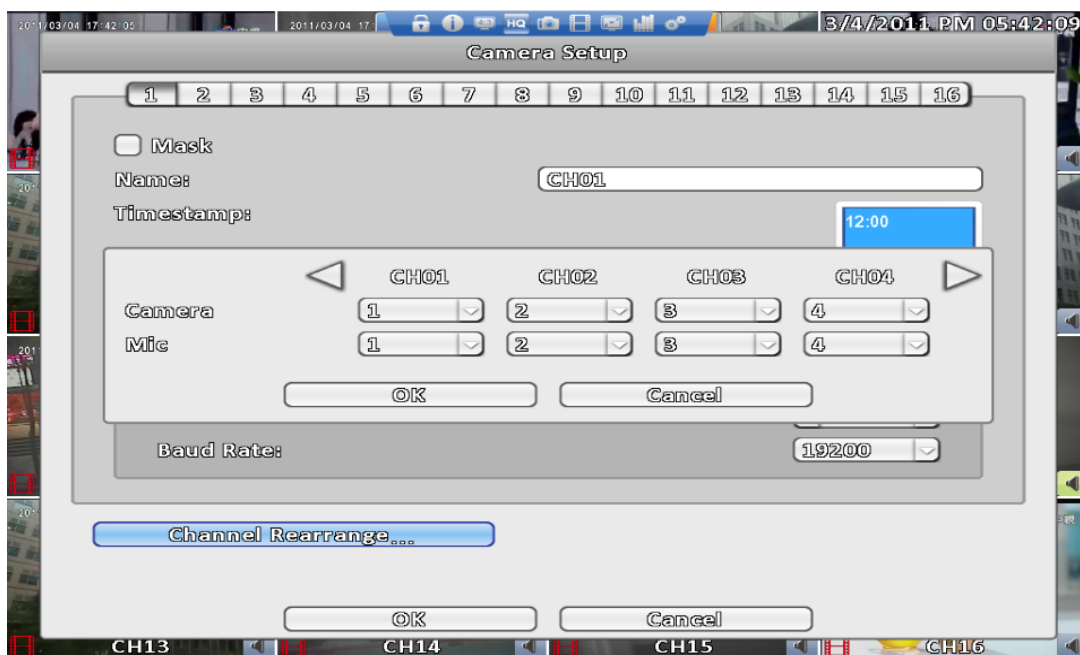 2011/03/04 17:42:05
2011/03/04 17:
HQ
3/4/2011 PM 05:42:09
Camera Setup
1 2 3 4 5 6 7 8 9 10 11 12 13 14 15 16
Mask
Name: CH01
Timestamp:
12:00
CH01 CH02 CH03 CH04
Camera 1 2 3 4
Mic 1 2 3 4
OK Cancel
Baud Rate: 19200
Channel Rearrange...
OK Cancel
CH13 CH14 CH15 CH16